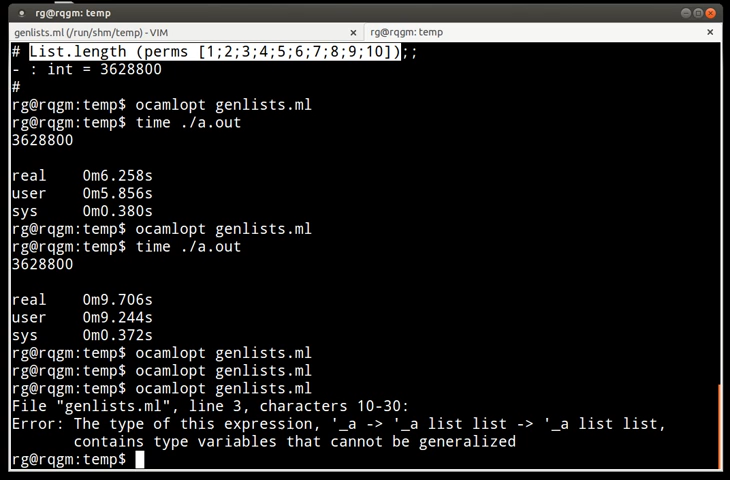 rg@rqgm: temp
genlists.ml (/run/shm/temp) - VIM
rg@rqgm: temp
# List.length (perms [1;2;3;4;5;6;7;8;9;10]);;
- : int = 3628800
#
rg@rqgm:temp$ ocamlopt genlists.ml
rg@rqgm:temp$ time ./a.out
3628800
real 0m6.258s
user 0m5.856s
sys 0m0.380s
rg@rqgm:temp$ ocamlopt genlists.ml
rg@rqgm:temp$ time ./a.out
3628800
real 0m9.706s
user 0m9.244s
sys 0m0.372s
rg@rqgm:temp$ ocamlopt genlists.ml
rg@rqgm:temp$ ocamlopt genlists.ml
rg@rqgm:temp$ ocamlopt genlists.ml
File "genlists.ml", line 3, characters 10-30:
Error: The type of this expression, '_a -> '_a list list -> '_a list list,
contains type variables that cannot be generalized
rg@rqgm:temp$